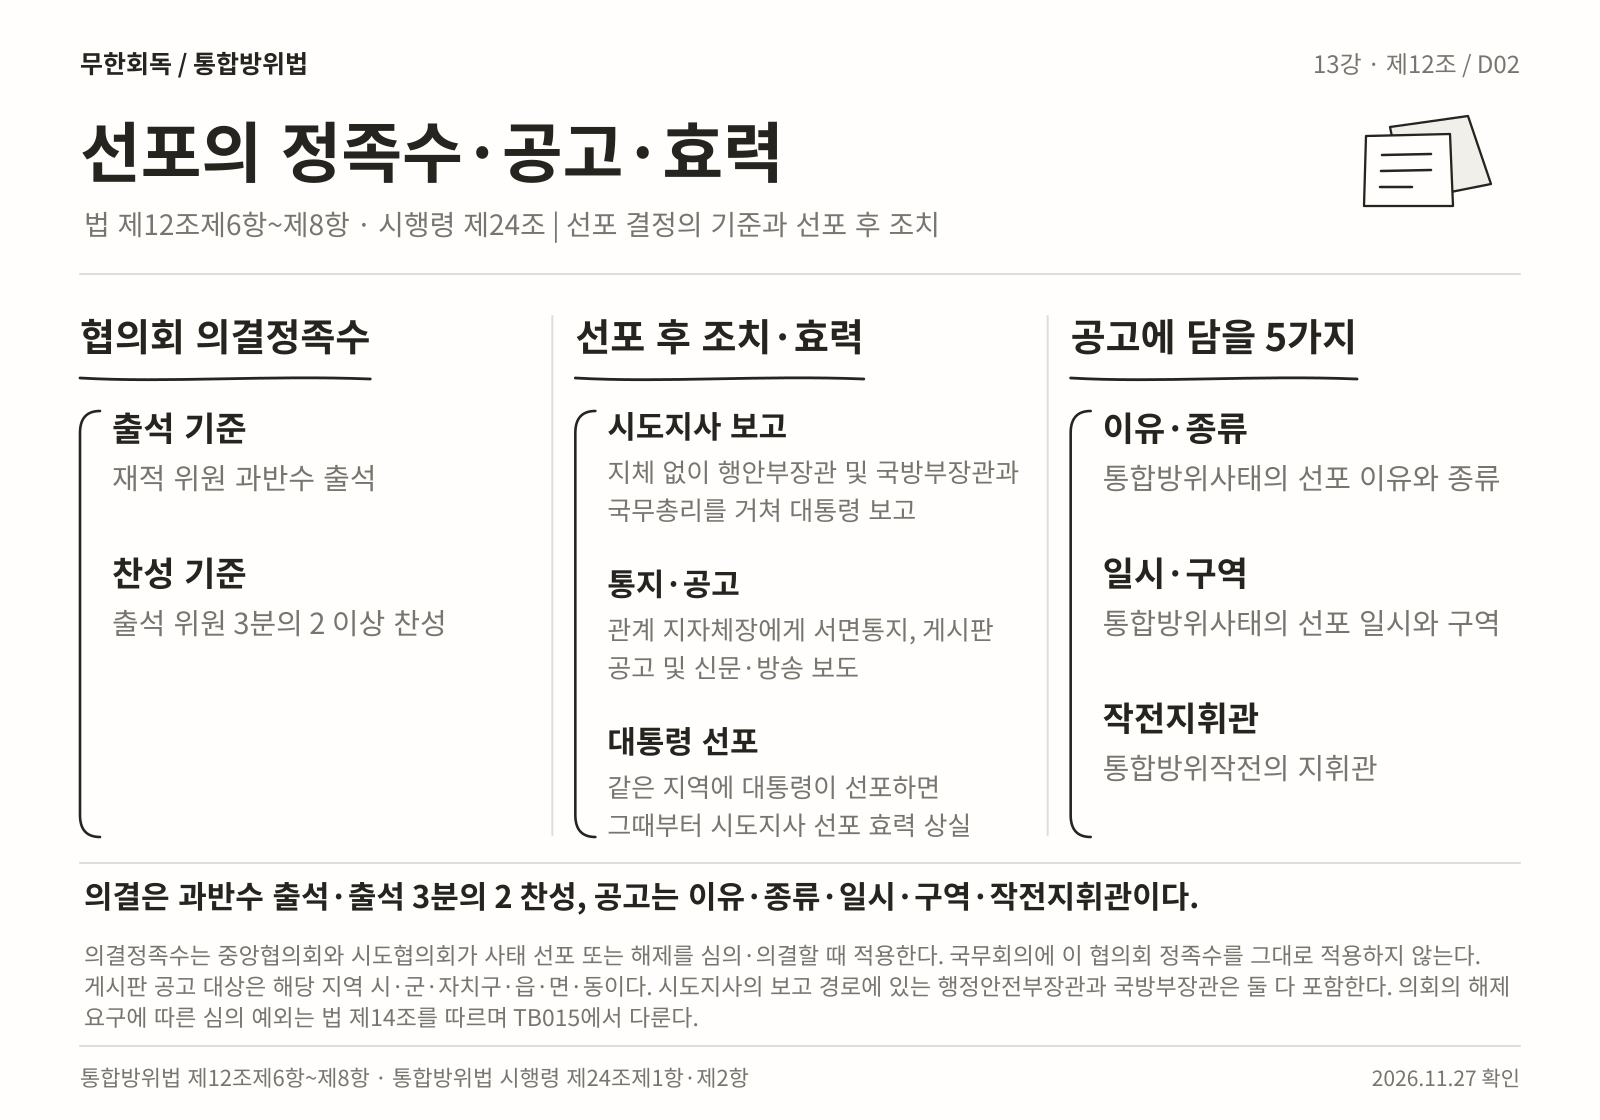 무한회독 / 통합방위법
13강 · 제12조 / D02
선포의 정족수·공고·효력
법 제12조제6항~제8항 · 시행령 제24조 | 선포 결정의 기준과 선포 후 조치
협의회 의결정족수
출석 기준
재적 위원 과반수 출석
찬성 기준
출석 위원 3분의 2 이상 찬성
선포 후 조치·효력
시도지사 보고
지체 없이 행안부장관 및 국방부장관과
국무총리를 거쳐 대통령 보고
통지·공고
관계 지자체장에게 서면통지, 게시판
공고 및 신문·방송 보도
대통령 선포
같은 지역에 대통령이 선포하면
그때부터 시도지사 선포 효력 상실
공고에 담을 5가지
이유·종류
통합방위사태의 선포 이유와 종류
일시·구역
통합방위사태의 선포 일시와 구역
작전지휘관
통합방위작전의 지휘관
의결은 과반수 출석·출석 3분의 2 찬성, 공고는 이유·종류·일시·구역·작전지휘관이다.
의결정족수는 중앙협의회와 시도협의회가 사태 선포 또는 해제를 심의·의결할 때 적용한다. 국무회의에 이 협의회 정족수를 그대로 적용하지 않는다.
게시판 공고 대상은 해당 지역 시·군·자치구·읍·면·동이다. 시도지사의 보고 경로에 있는 행정안전부장관과 국방부장관은 둘 다 포함한다. 의회의 해제
요구에 따른 심의 예외는 법 제14조를 따르며 TB015에서 다룬다.
통합방위법 제12조제6항~제8항 · 통합방위법 시행령 제24조제1항·제2항
2026.11.27 확인